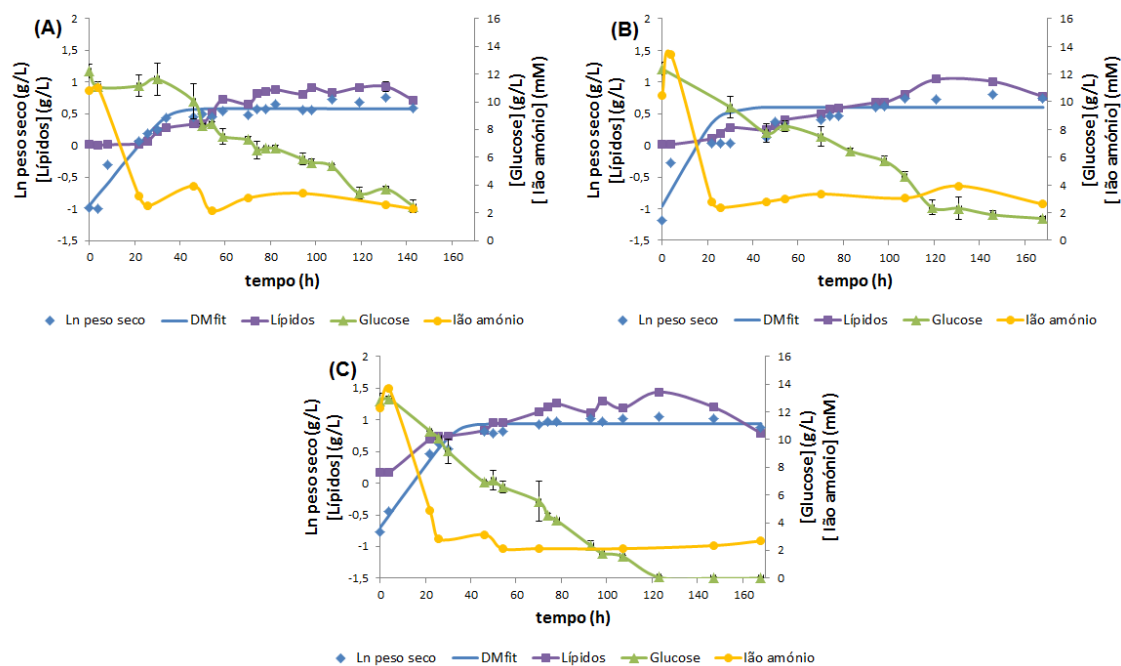 (A)
Ln peso seco (g/L)
[Lípidos] (g/L)
2
1,5
1
0,5
0
-0,5
-1
-1,5
16
14
12
10
8
6
4
2
0
[Glucose] (g/L)
[ Ião amónio] (mM)
0 20 40 60 80 100 120 140 160
tempo (h)
Ln peso seco DMfit Lípidos Glucose Ião amónio
(B)
Ln peso seco (g/L)
[Lípidos] (g/L)
2
1,5
1
0,5
0
-0,5
-1
-1,5
16
14
12
10
8
6
4
2
0
[Glucose] (g/L)
[ Ião amónio] (mM)
0 20 40 60 80 100 120 140 160
tempo (h)
Ln peso seco DMfit Lípidos Glucose Ião amónio
(C)
Ln peso seco (g/L)
[Lípidos] (g/L)
2
1,5
1
0,5
0
-0,5
-1
-1,5
16
14
12
10
8
6
4
2
0
[Glucose] (g/L)
[ Ião amónio] (mM)
0 20 40 60 80 100 120 140 160
tempo (h)
Ln peso seco DMfit Lípidos Glucose Ião amónio